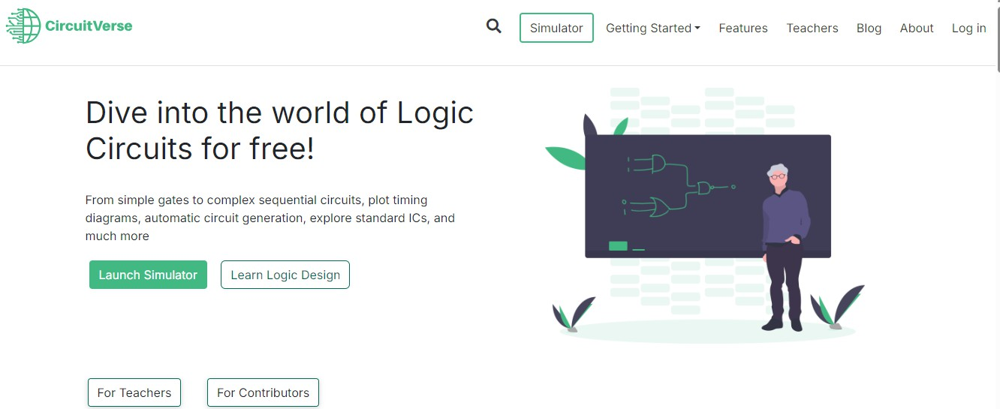 CircuitVerse
Simulator
Getting Started
Features
Teachers
Blog
About
Log in
Dive into the world of Logic
Circuits for free!
From simple gates to complex sequential circuits, plot timing
diagrams, automatic circuit generation, explore standard ICs, and
much more
Launch Simulator
Learn Logic Design
For Teachers
For Contributors